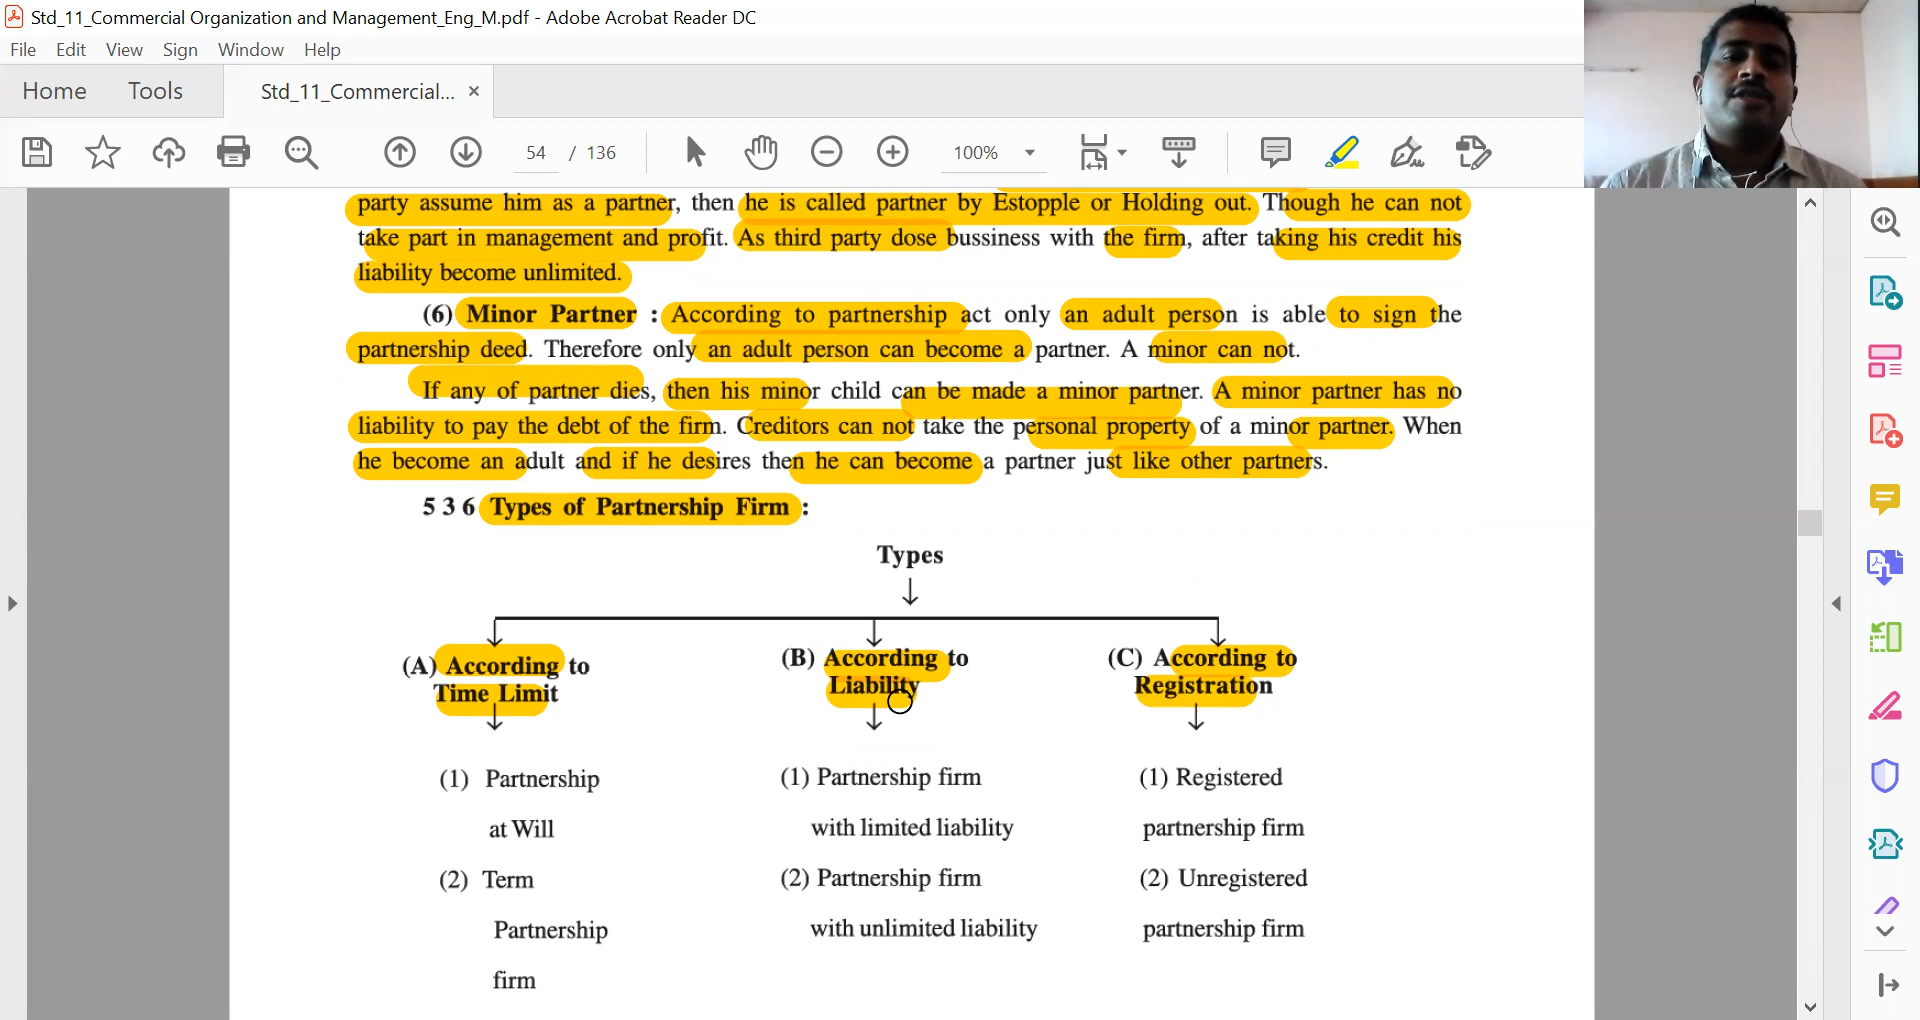 Std_11_Commercial Organization and Management_Eng_M.pdf - Adobe Acrobat Reader DC
File Edit View Sign Window Help
Home Tools Std_11_Commercial... ×
54 / 136 100%
party assume him as a partner, then he is called partner by Estopple or Holding out. Though he can not
take part in management and profit. As third party dose bussiness with the firm, after taking his credit his
liability become unlimited.
(6) Minor Partner : According to partnership act only an adult person is able to sign the
partnership deed. Therefore only an adult person can become a partner. A minor can not.
If any of partner dies, then his minor child can be made a minor partner. A minor partner has no
liability to pay the debt of the firm. Creditors can not take the personal property of a minor partner. When
he become an adult and if he desires then he can become a partner just like other partners.
5 3 6 Types of Partnership Firm :
Types
(A) According to
Time Limit
(1) Partnership
at Will
(2) Term
Partnership
firm
(B) According to
Liability
(1) Partnership firm
with limited liability
(2) Partnership firm
with unlimited liability
(C) According to
Registration
(1) Registered
partnership firm
(2) Unregistered
partnership firm